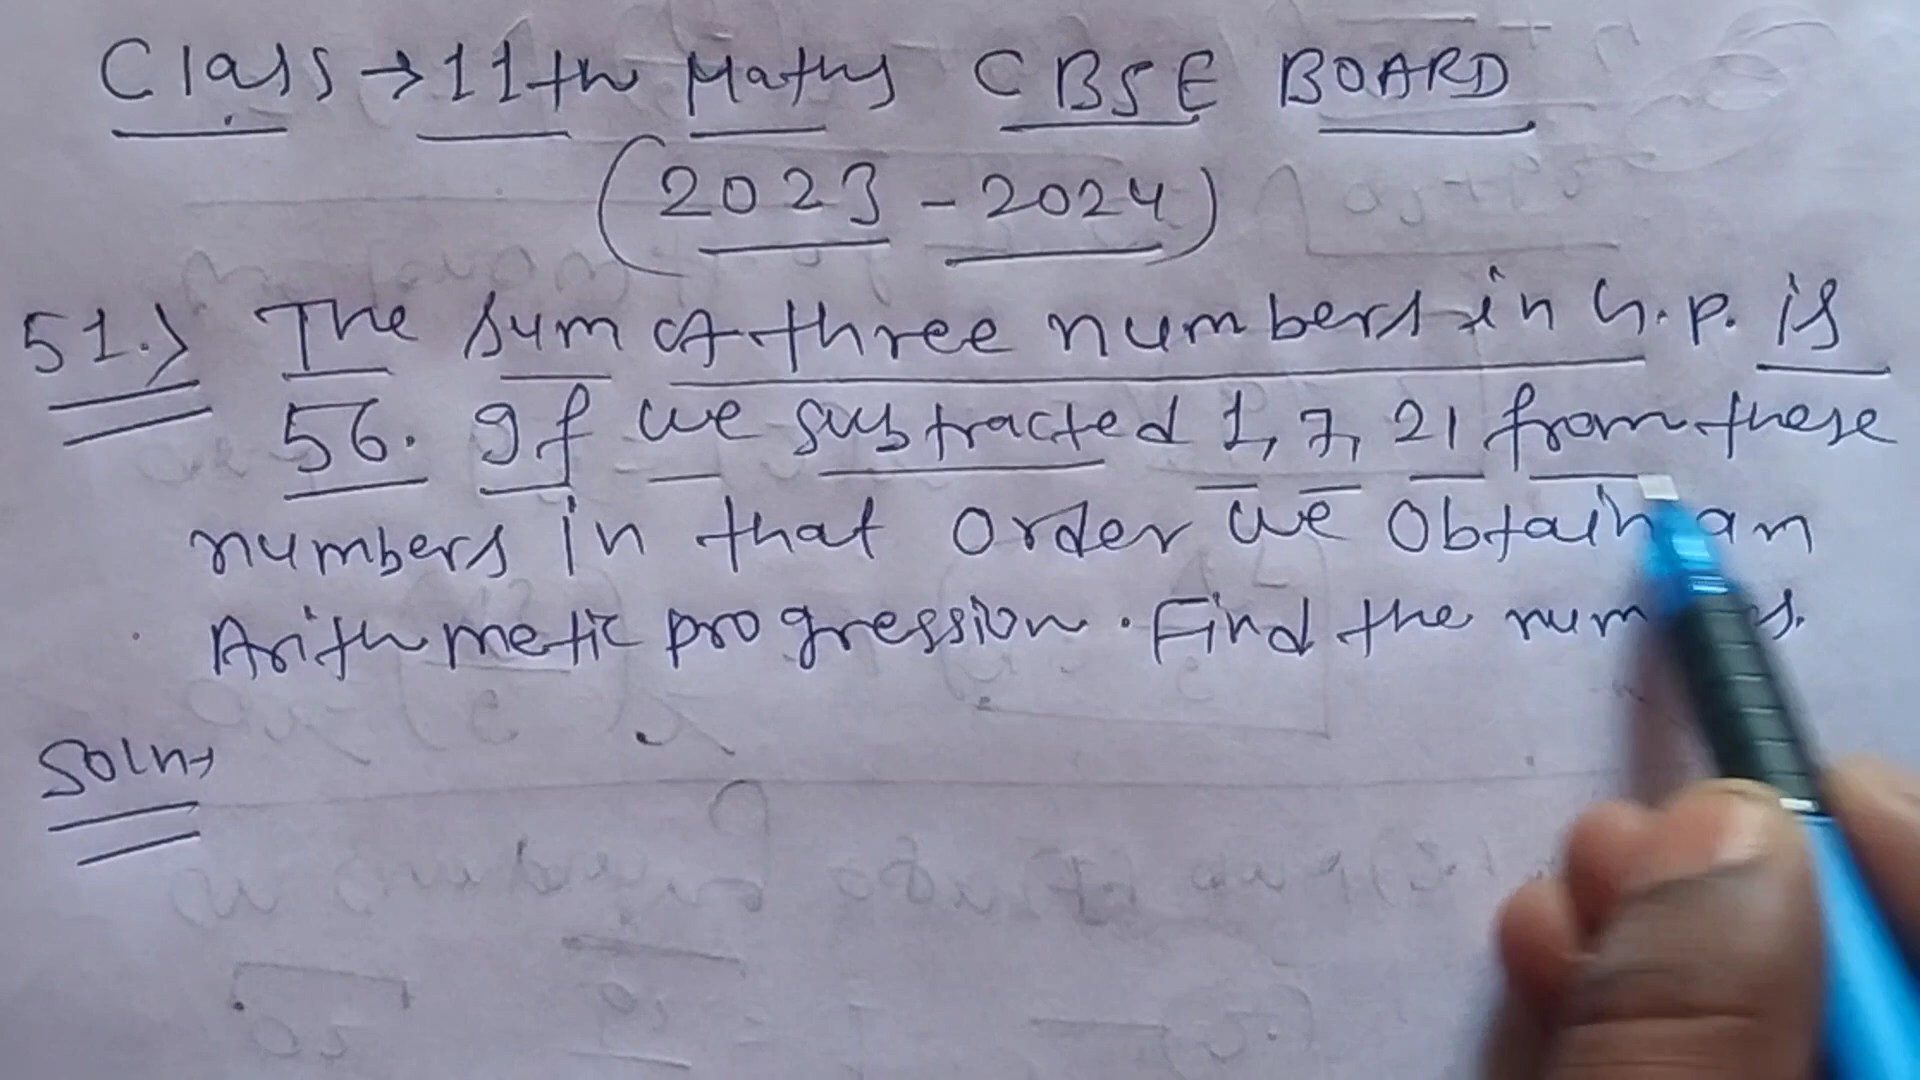 Class → 11th Maths CBSE BOARD
(2023 - 2024)
51.) The sum of three numbers in G.P. is
56. If we subtracted 1, 7, 21 from these
numbers in that order we obtain an
Arithmetic progression. Find the
Soln→